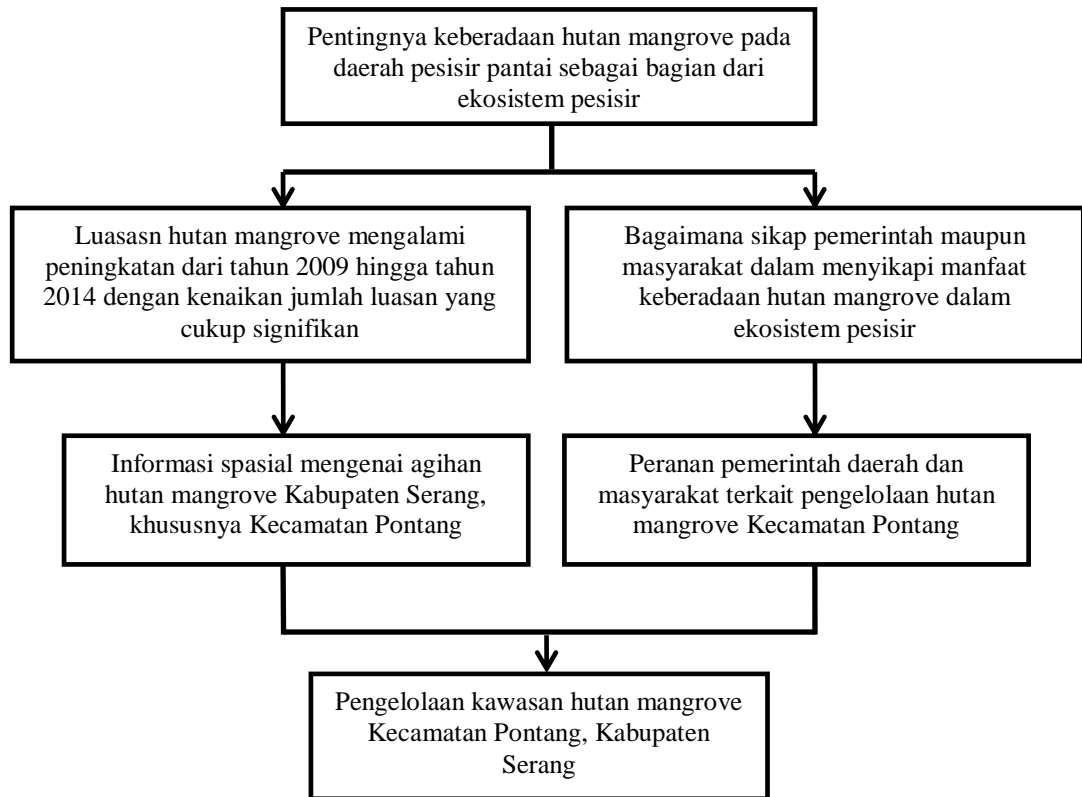 Pentingnya keberadaan hutan mangrove pada
daerah pesisir pantai sebagai bagian dari
ekosistem pesisir
Luasasn hutan mangrove mengalami
peningkatan dari tahun 2009 hingga tahun
2014 dengan kenaikan jumlah luasan yang
cukup signifikan
Bagaimana sikap pemerintah maupun
masyarakat dalam menyikapi manfaat
keberadaan hutan mangrove dalam
ekosistem pesisir
Informasi spasial mengenai agihan
hutan mangrove Kabupaten Serang,
khususnya Kecamatan Pontang
Peranan pemerintah daerah dan
masyarakat terkait pengelolaan hutan
mangrove Kecamatan Pontang
Pengelolaan kawasan hutan mangrove
Kecamatan Pontang, Kabupaten
Serang